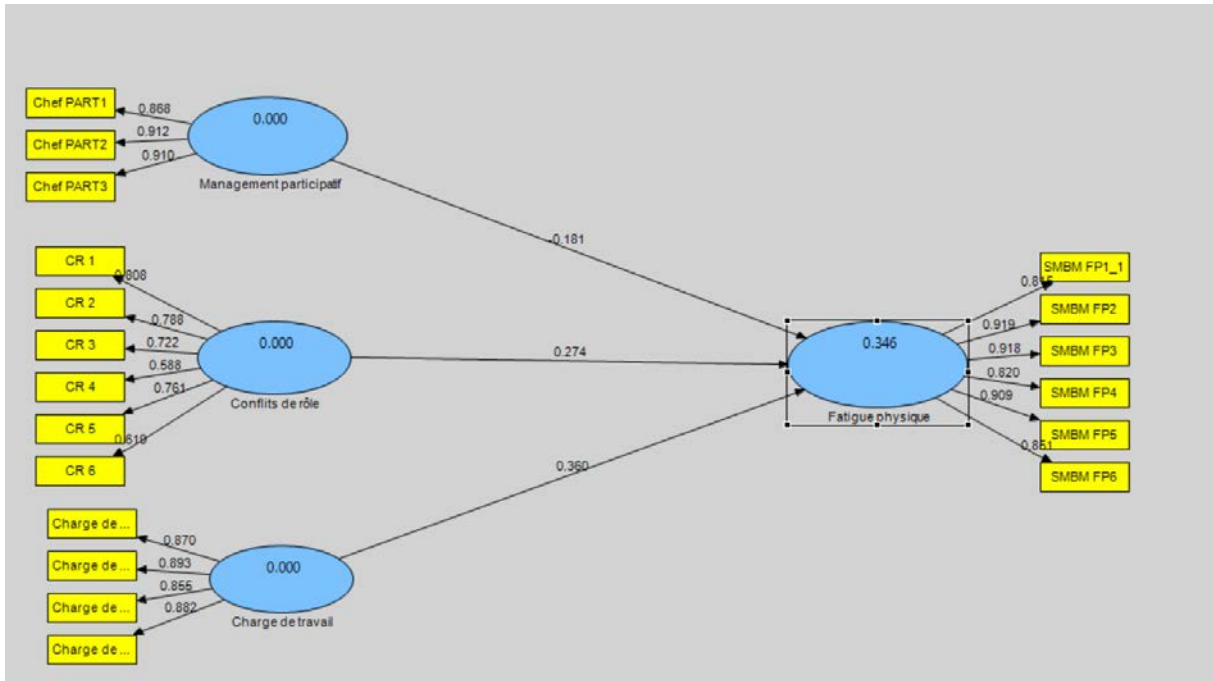 Chef PART1
Chef PART2
Chef PART3
0.868
0.912
0.910
0.000
Management participatif
-0.181
CR 1
CR 2
CR 3
CR 4
CR 5
CR 6
0.808
0.788
0.722
0.588
0.761
0.619
0.000
Conflits de rôle
0.274
Charge de ...
Charge de ...
Charge de ...
Charge de ...
0.870
0.893
0.855
0.882
0.000
Charge de travail
0.360
0.346
Fatigue physique
0.815
0.919
0.918
0.820
0.909
0.851
SMBM FP1_1
SMBM FP2
SMBM FP3
SMBM FP4
SMBM FP5
SMBM FP6